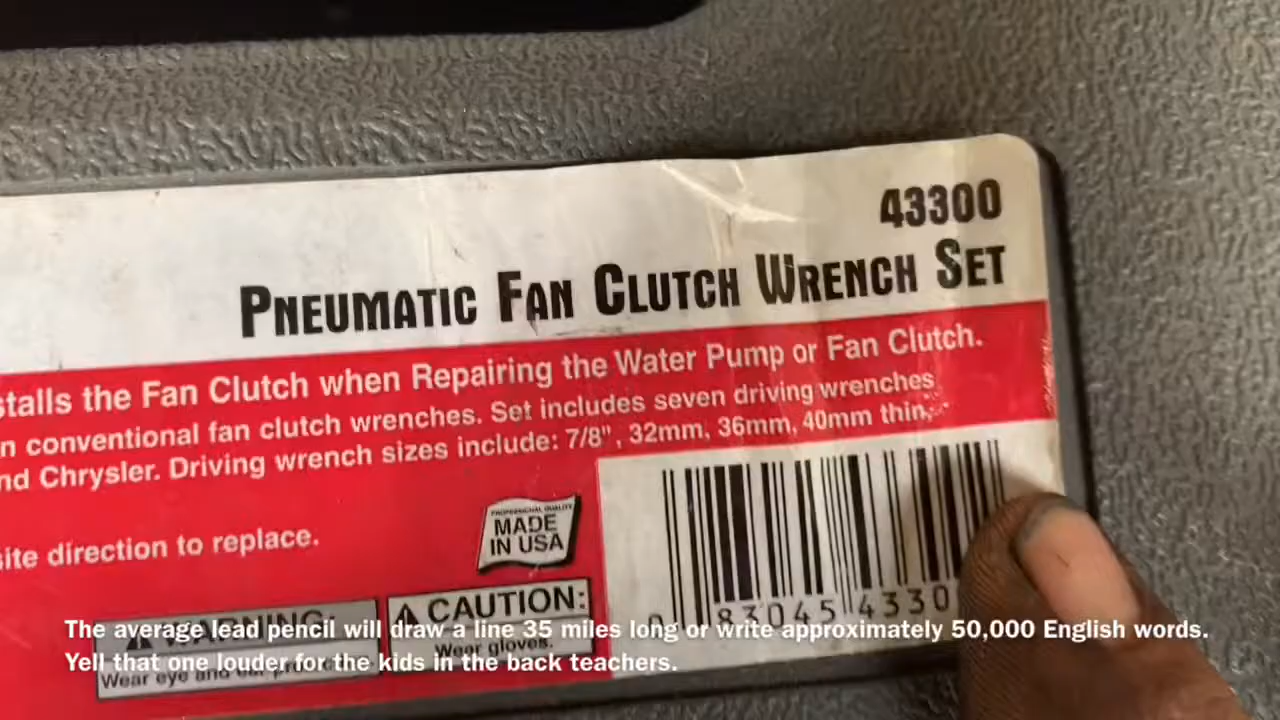 43300
PNEUMATIC FAN CLUTCH WRENCH SET
stalls the Fan Clutch when Repairing the Water Pump or Fan Clutch.
n conventional fan clutch wrenches. Set includes seven driving wrenches
nd Chrysler. Driving wrench sizes include: 7/8", 32mm, 36mm, 40mm thin,
site direction to replace.
PROFESSIONAL QUALITY
MADE
IN USA
WARNING:
Wear eye and ear protection
CAUTION:
Wear gloves.
0 83045 4330
The average lead pencil will draw a line 35 miles long or write approximately 50,000 English words.
Yell that one louder for the kids in the back teachers.